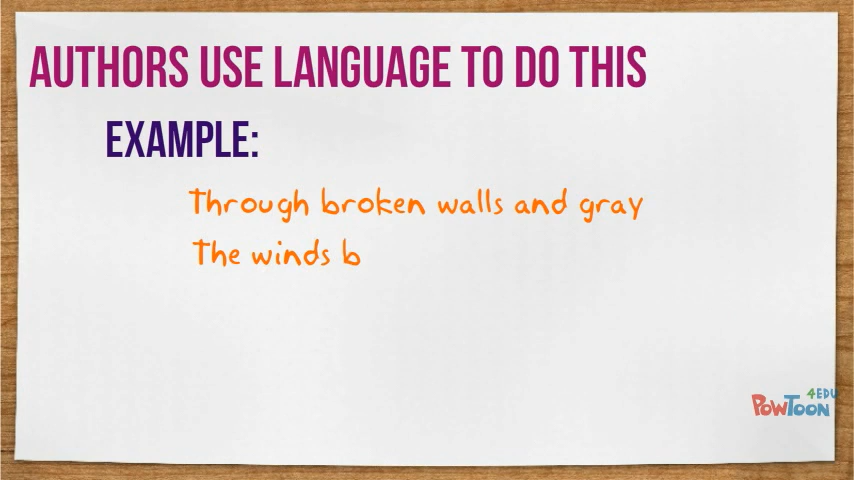 AUTHORS USE LANGUAGE TO DO THIS
EXAMPLE:
Through broken walls and gray
The winds b
4EDU
POWTOON